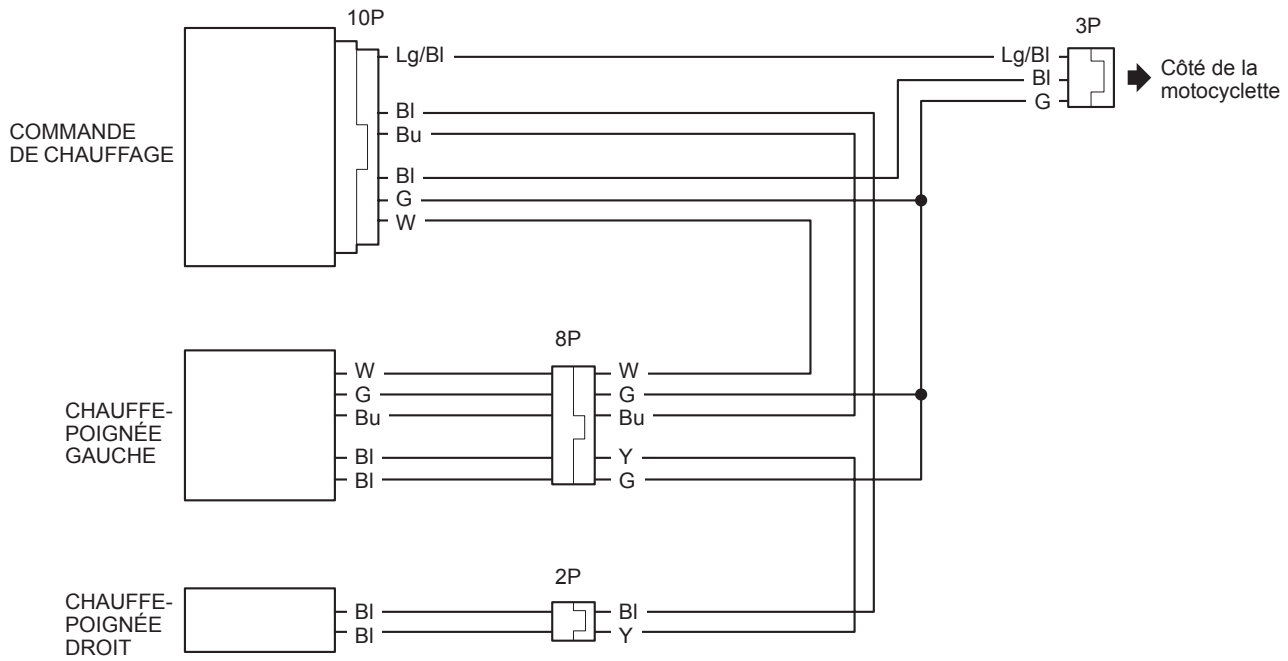 10P
3P
Lg/Bl
Lg/Bl
Bl
G
Côté de la
motocyclette
COMMANDE
DE CHAUFFAGE
Bl
Bu
Bl
G
W
8P
CHAUFFE-
POIGNÉE
GAUCHE
W
G
Bu
Bl
Bl
W
G
Bu
Y
G
2P
CHAUFFE-
POIGNÉE
DROIT
Bl
Bl
Bl
Y